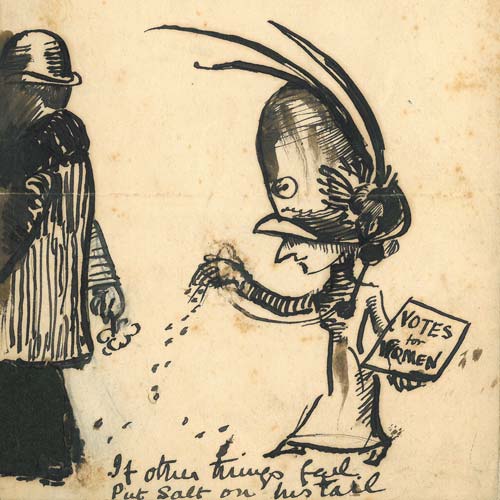 VOTES
for
WOMEN
If other things fail
Put Salt on his tail